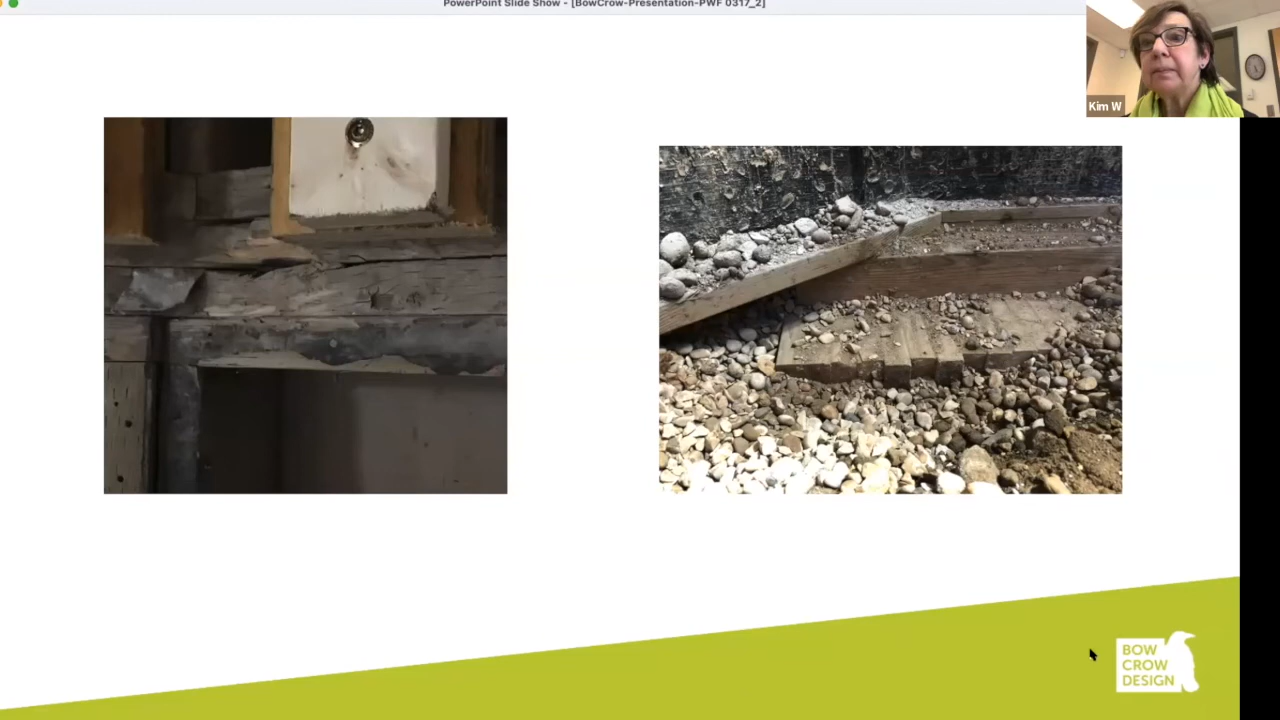 PowerPoint Slide Show - [BowCrow-Presentation-PWF 0317_2]
Kim W
BOW
CROW
DESIGN